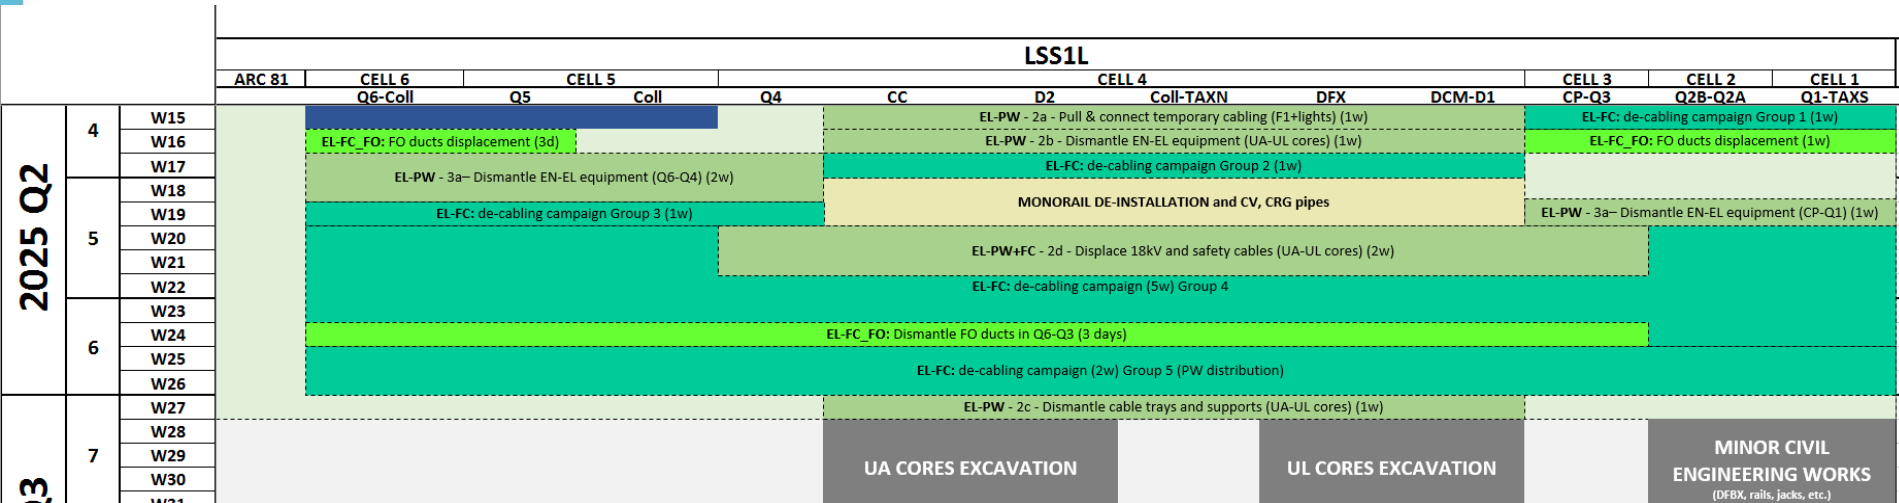 LSS1L
ARC 81 CELL 6 CELL 5 CELL 4 CELL 3 CELL 2 CELL 1
Q6-Coll Q5 Coll Q4 CC D2 Coll-TAXN DFX DCM-D1 CP-Q3 Q2B-Q2A Q1-TAXS
2025 Q2
4
W15 EL-PW - 2a - Pull & connect temporary cabling (F1+lights) (1w) EL-FC: de-cabling campaign Group 1 (1w)
W16 EL-FC_FO: FO ducts displacement (3d) EL-PW - 2b - Dismantle EN-EL equipment (UA-UL cores) (1w) EL-FC_FO: FO ducts displacement (1w)
W17 EL-FC: de-cabling campaign Group 2 (1w)
EL-PW - 3a– Dismantle EN-EL equipment (Q6-Q4) (2w)
5
W18
MONORAIL DE-INSTALLATION and CV, CRG pipes
W19 EL-FC: de-cabling campaign Group 3 (1w) EL-PW - 3a– Dismantle EN-EL equipment (CP-Q1) (1w)
W20
EL-PW+FC - 2d - Displace 18kV and safety cables (UA-UL cores) (2w)
W21
W22 EL-FC: de-cabling campaign (5w) Group 4
6
W23
W24 EL-FC_FO: Dismantle FO ducts in Q6-Q3 (3 days)
W25
EL-FC: de-cabling campaign (2w) Group 5 (PW distribution)
W26
Q3
7
W27 EL-PW - 2c - Dismantle cable trays and supports (UA-UL cores) (1w)
W28
W29
UA CORES EXCAVATION UL CORES EXCAVATION
MINOR CIVIL
ENGINEERING WORKS
(DFBX, rails, jacks, etc.)
W30
W31